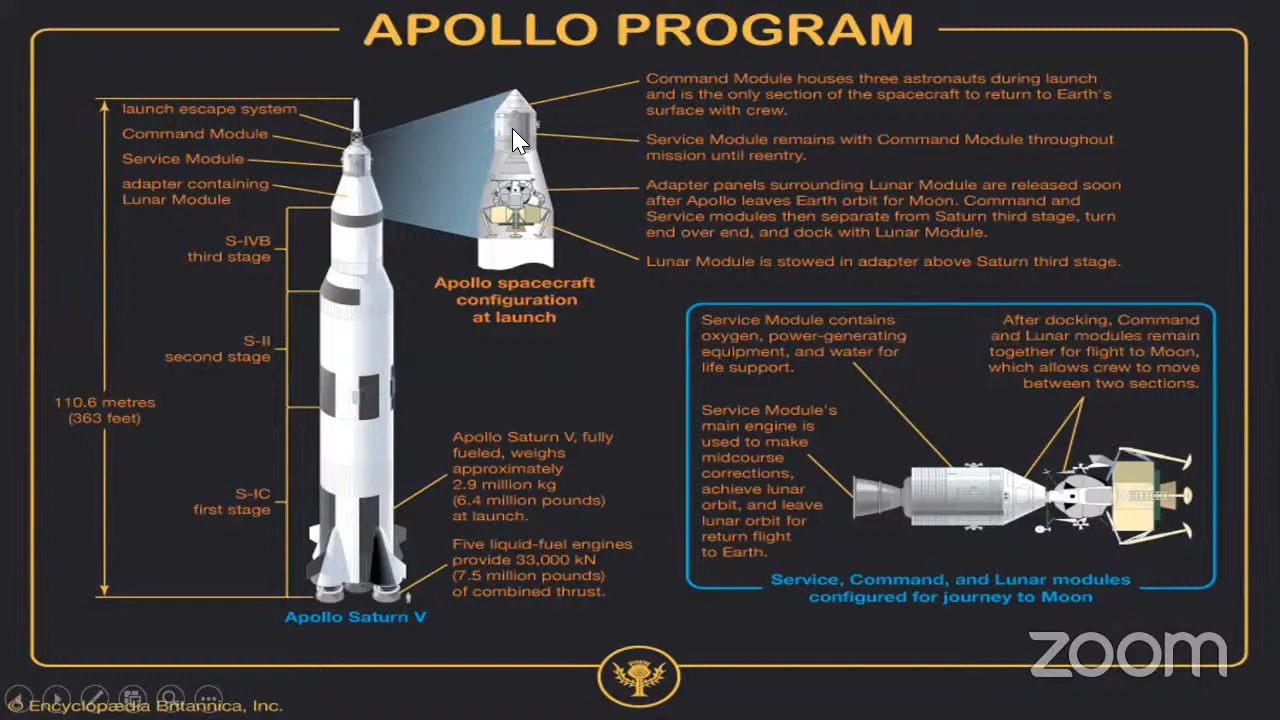 APOLLO PROGRAM
launch escape system
Command Module
Service Module
adapter containing
Lunar Module
S-IVB
third stage
S-II
second stage
110.6 metres
(363 feet)
S-IC
first stage
Apollo Saturn V
Apollo spacecraft
configuration
at launch
Command Module houses three astronauts during launch
and is the only section of the spacecraft to return to Earth's
surface with crew.
Service Module remains with Command Module throughout
mission until reentry.
Adapter panels surrounding Lunar Module are released soon
after Apollo leaves Earth orbit for Moon. Command and
Service modules then separate from Saturn third stage, turn
end over end, and dock with Lunar Module.
Lunar Module is stowed in adapter above Saturn third stage.
Apollo Saturn V, fully
fueled, weighs
approximately
2.9 million kg
(6.4 million pounds)
at launch.
Five liquid-fuel engines
provide 33,000 kN
(7.5 million pounds)
of combined thrust.
Service Module contains
oxygen, power-generating
equipment, and water for
life support.
After docking, Command
and Lunar modules remain
together for flight to Moon,
which allows crew to move
between two sections.
Service Module's
main engine is
used to make
midcourse
corrections,
achieve lunar
orbit, and leave
lunar orbit for
return flight
to Earth.
Service, Command, and Lunar modules
configured for journey to Moon
zoom
© Encyclopædia Britannica, Inc.